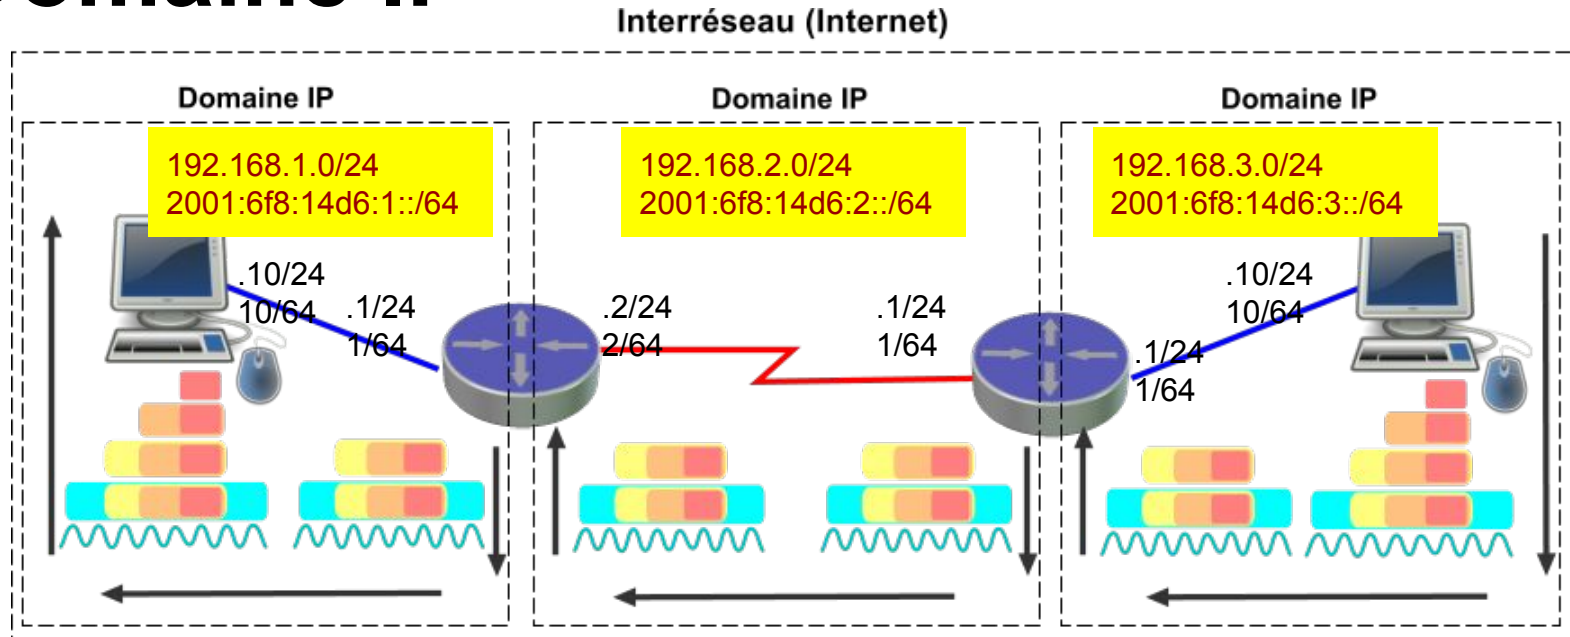 Interréseau (Internet)
Domaine IP
Domaine IP
Domaine IP
192.168.1.0/24
2001:6f8:14d6:1::/64
192.168.2.0/24
2001:6f8:14d6:2::/64
192.168.3.0/24
2001:6f8:14d6:3::/64
.10/24
10/64
.1/24
1/64
.2/24
2/64
.1/24
1/64
.1/24
1/64
.10/24
10/64